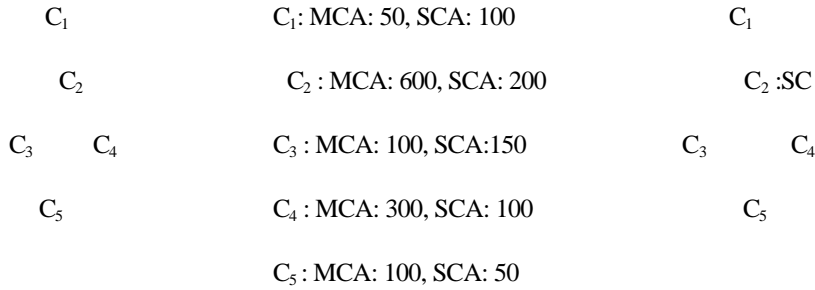 C₁ C₁: MCA: 50, SCA: 100 C₁
C₂ C₂ : MCA: 600, SCA: 200 C₂ :SC
C₃ C₄ C₃ : MCA: 100, SCA:150 C₃ C₄
C₅ C₄ : MCA: 300, SCA: 100 C₅
C₅ : MCA: 100, SCA: 50